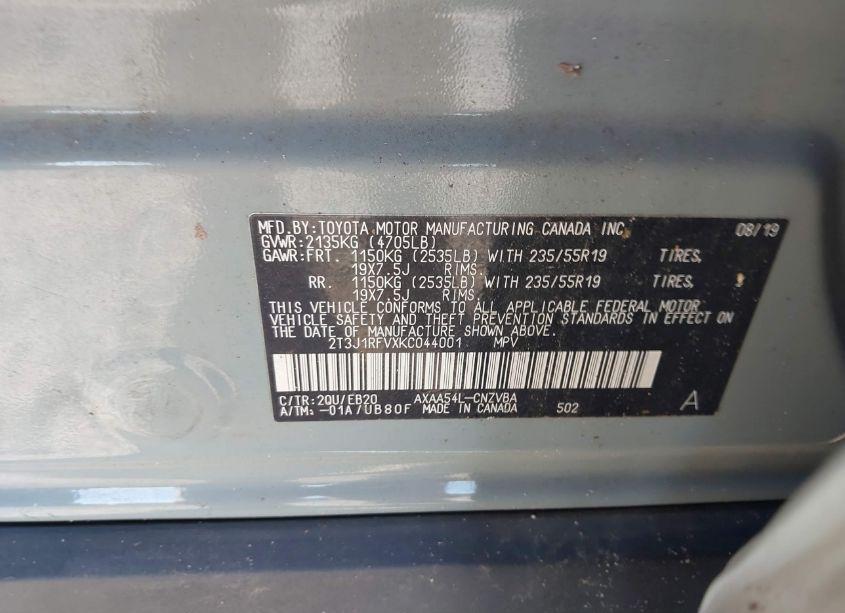 MFD.BY:TOYOTA MOTOR MANUFACTURING CANADA INC. 08/19
GVWR:2135KG (4705LB)
GAWR:FRT. 1150KG (2535LB) WITH 235/55R19 TIRES,
19X7.5J RIMS.
RR. 1150KG (2535LB) WITH 235/55R19 TIRES,
19X7.5J RIMS.
THIS VEHICLE CONFORMS TO ALL APPLICABLE FEDERAL MOTOR
VEHICLE SAFETY AND THEFT PREVENTION STANDARDS IN EFFECT ON
THE DATE OF MANUFACTURE SHOWN ABOVE.
2T3J1RFVXKC044001 MPV
C/TR:2QU/EB20 AXAA54L-CNZVBA
A/TM:-01A/UB80F MADE IN CANADA 502 A